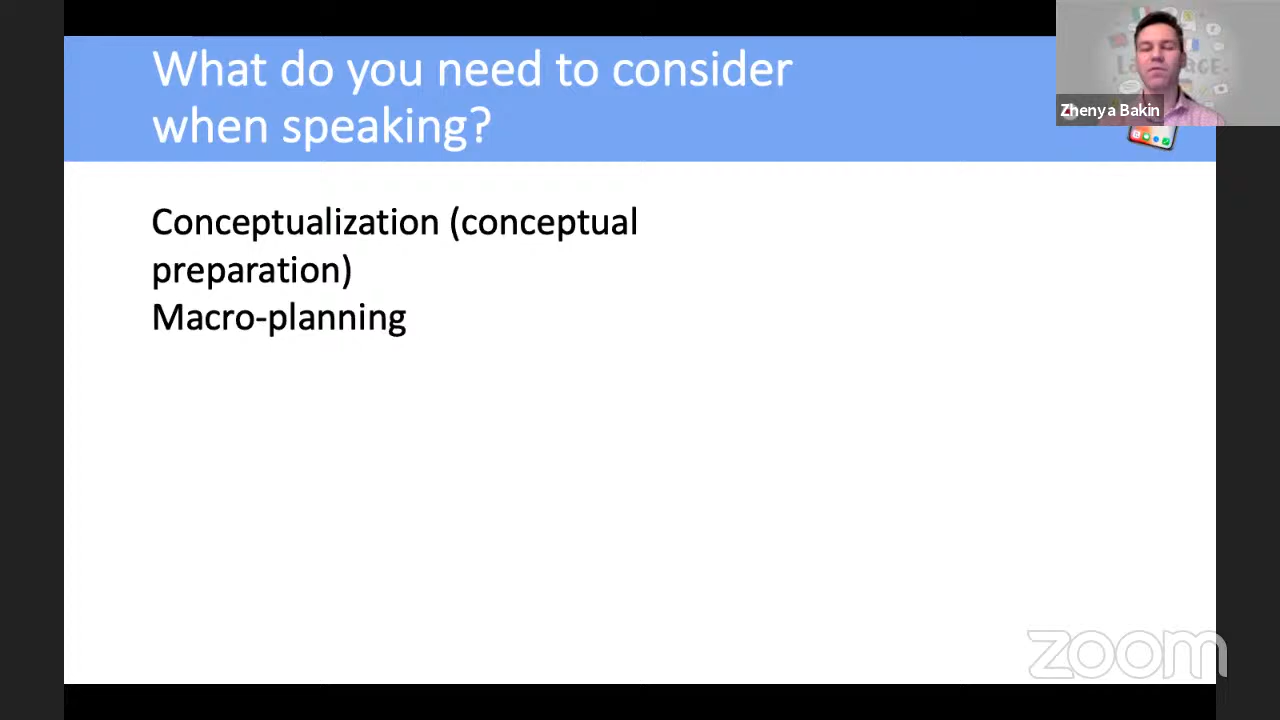 What do you need to consider
when speaking?
Zhenya Bakin
Conceptualization (conceptual
preparation)
Macro-planning
zoom